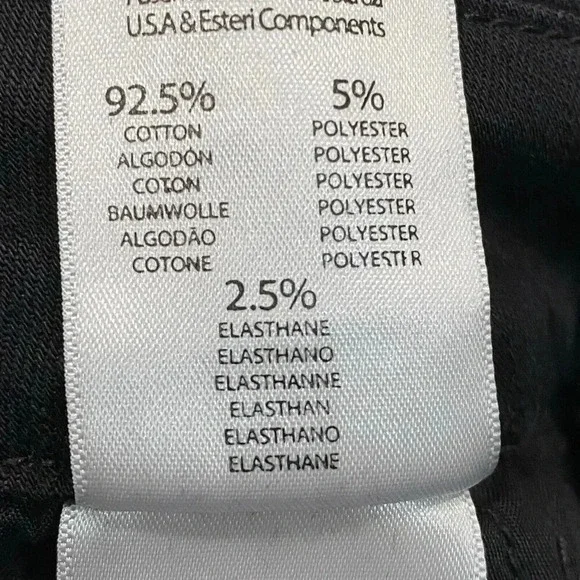 U.S.A & Esteri Components
92.5%
COTTON
ALGODÓN
COTON
BAUMWOLLE
ALGODÃO
COTONE
5%
POLYESTER
POLYESTER
POLYESTER
POLYESTER
POLYESTER
POLYESTER
2.5%
ELASTHANE
ELASTHANO
ELASTHANNE
ELASTHAN
ELASTHANO
ELASTHANE